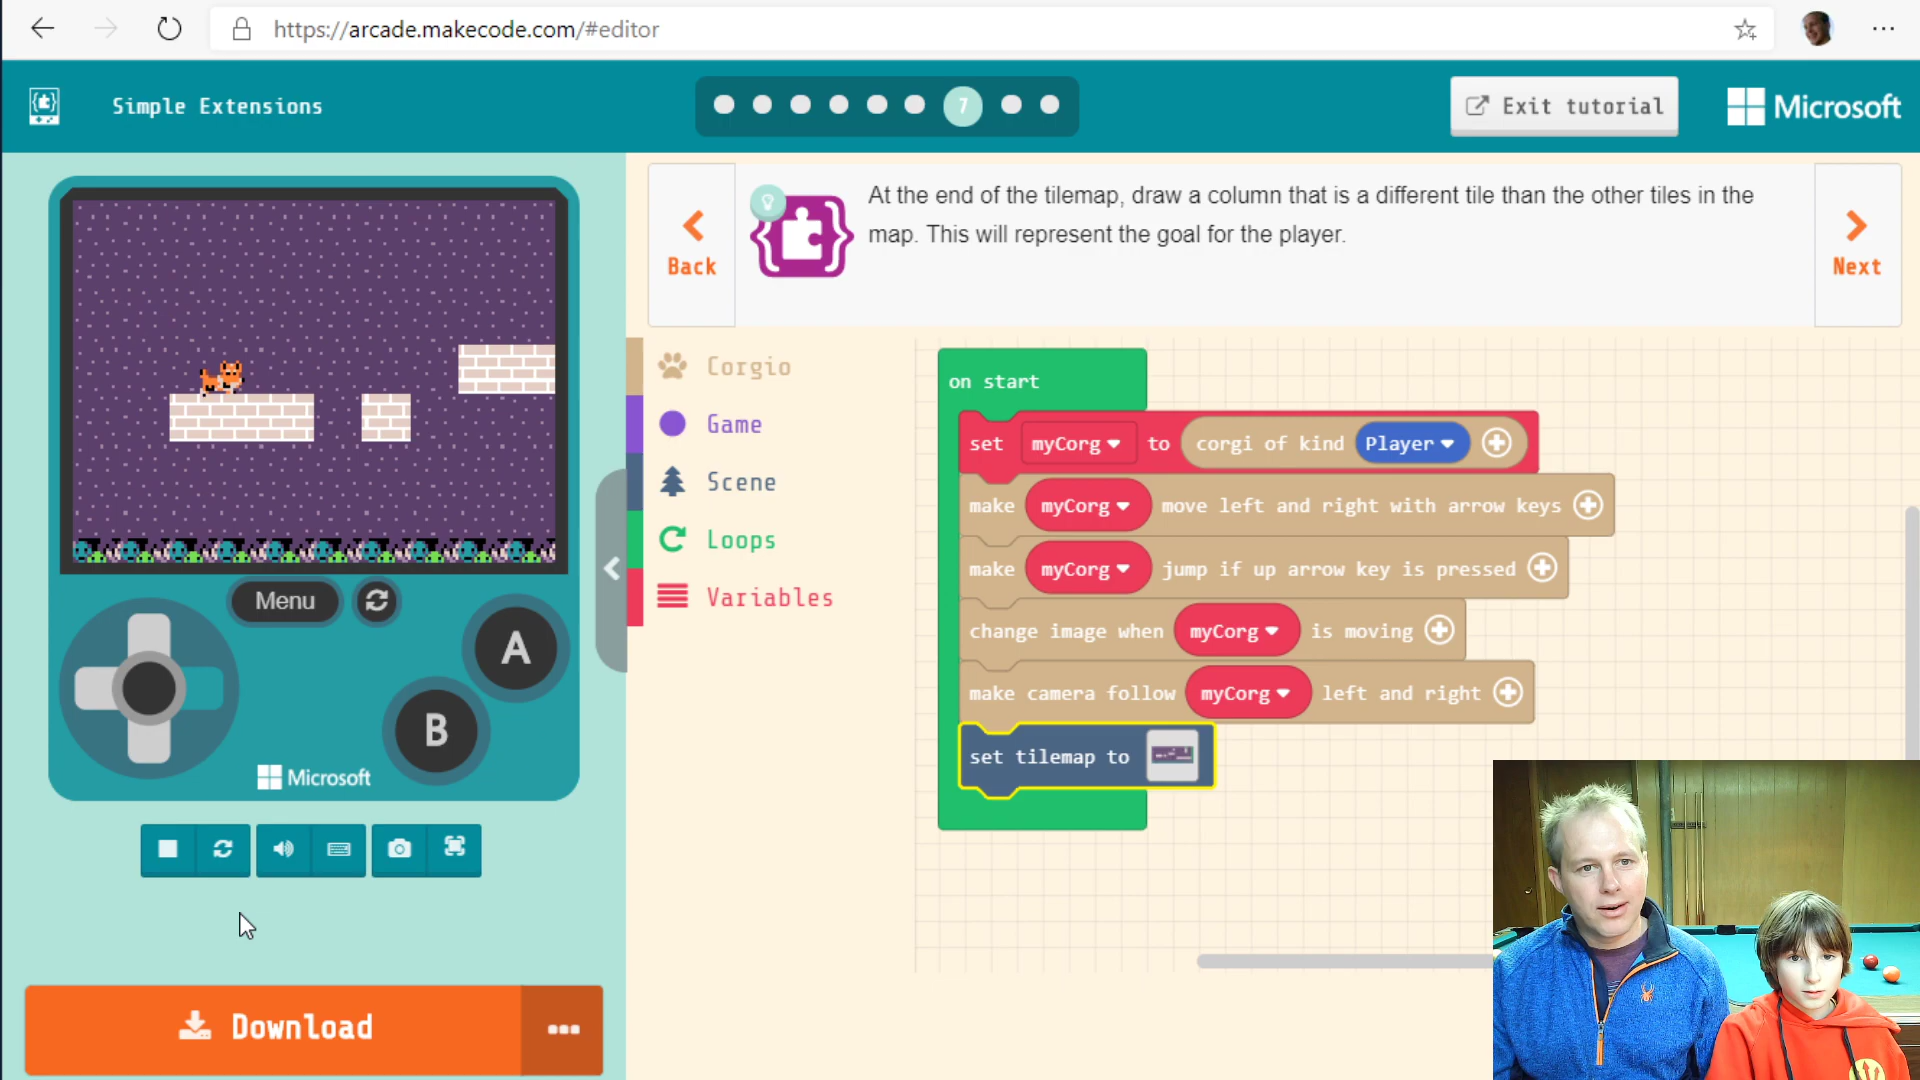 https://arcade.makecode.com/#editor
Simple Extensions
7
Exit tutorial
Microsoft
Back
At the end of the tilemap, draw a column that is a different tile than the other tiles in the
map. This will represent the goal for the player.
Next
Corgio
Game
Scene
Loops
Variables
on start
set myCorg to corgi of kind Player
make myCorg move left and right with arrow keys
make myCorg jump if up arrow key is pressed
change image when myCorg is moving
make camera follow myCorg left and right
set tilemap to
Menu
A
B
Microsoft
Download